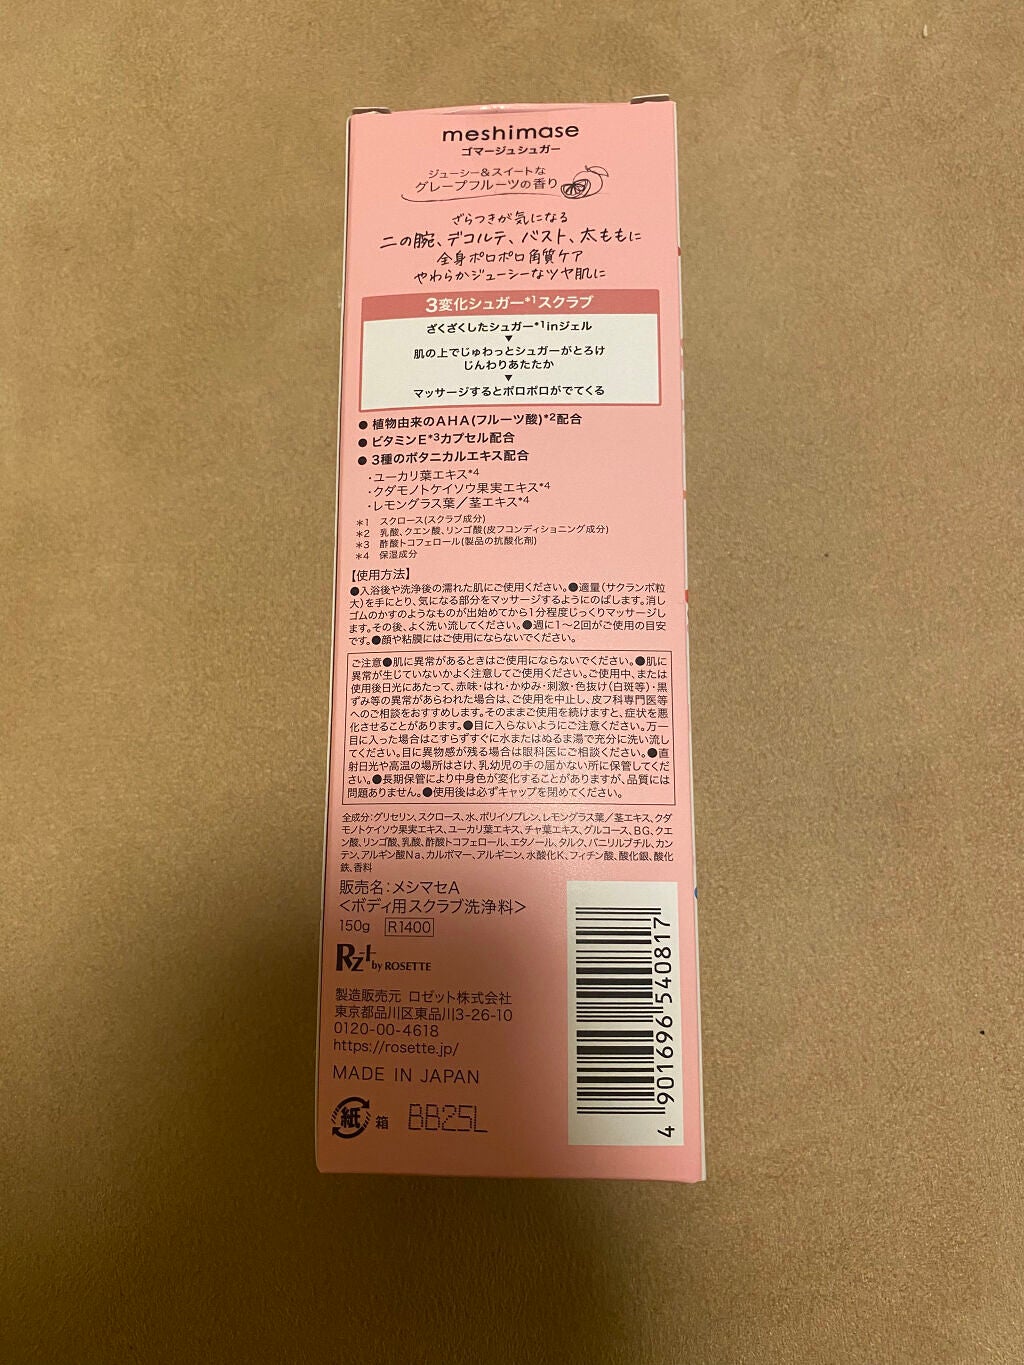 meshimase
ゴマージュシュガー
ジューシー&スイートな
グレープフルーツの香り
ざらつきが気になる
二の腕、デコルテ、バスト、太ももに
全身ポロポロ角質ケア
やわらかジューシーなツヤ肌に
3変化シュガー*1スクラブ
ざくざくしたシュガー*1inジェル
▼
肌の上でじゅわっとシュガーがとろけ
じんわりあたたか
▼
マッサージするとポロポロがでてくる
●植物由来のAHA(フルーツ酸)*2配合
●ビタミンE*3カプセル配合
●3種のボタニカルエキス配合
・ユーカリ葉エキス*4
・クダモノトケイソウ果実エキス*4
・レモングラス葉／茎エキス*4
*1 スクロース(スクラブ成分)
*2 乳酸、クエン酸、リンゴ酸(皮フコンディショニング成分)
*3 酢酸トコフェロール(製品の抗酸化剤)
*4 保湿成分
【使用方法】
●入浴後や洗浄後の濡れた肌にご使用ください。●適量(サクランボ粒
大)を手にとり、気になる部分をマッサージするようにのばします。消し
ゴムのかすのようなものが出始めてから1分程度じっくりマッサージし
ます。その後、よく洗い流してください。●週に1〜2回がご使用の目安
です。●顔や粘膜にはご使用にならないでください。
ご注意●肌に異常があるときはご使用にならないでください。●肌に
異常が生じていないかよく注意してご使用ください。ご使用中、または
使用後日光にあたって、赤味・はれ・かゆみ・刺激・色抜け(白斑等)・黒
ずみ等の異常があらわれた場合は、ご使用を中止し、皮フ科専門医等
へのご相談をおすすめします。そのままご使用を続けますと、症状を悪
化させることがあります。●目に入らないようにご注意ください。万一
目に入った場合はこすらずすぐに水またはぬるま湯で充分に洗い流し
てください。目に異物感が残る場合は眼科医にご相談ください。●直
射日光や高温の場所はさけ、乳幼児の手の届かない所に保管してくだ
さい。●長期保管により中身色が変化することがありますが、品質には
問題ありません。●使用後は必ずキャップを閉めてください。
全成分:グリセリン、スクロース、水、ポリイソプレン、レモングラス葉／茎エキス、クダ
モノトケイソウ果実エキス、ユーカリ葉エキス、チャ葉エキス、グルコース、BG、クエ
ン酸、リンゴ酸、乳酸、酢酸トコフェロール、エタノール、タルク、バニリルブチル、カン
テン、アルギン酸Na、カルボマー、アルギニン、水酸化K、フィチン酸、酸化銀、酸化
鉄、香料
販売名:メシマセA
<ボディ用スクラブ洗浄料>
150g R1400
Rz+ by ROSETTE
製造販売元 ロゼット株式会社
東京都品川区東品川3-26-10
0120-00-4618
https://rosette.jp/
MADE IN JAPAN
紙 箱 BB25L
4 901696 540817